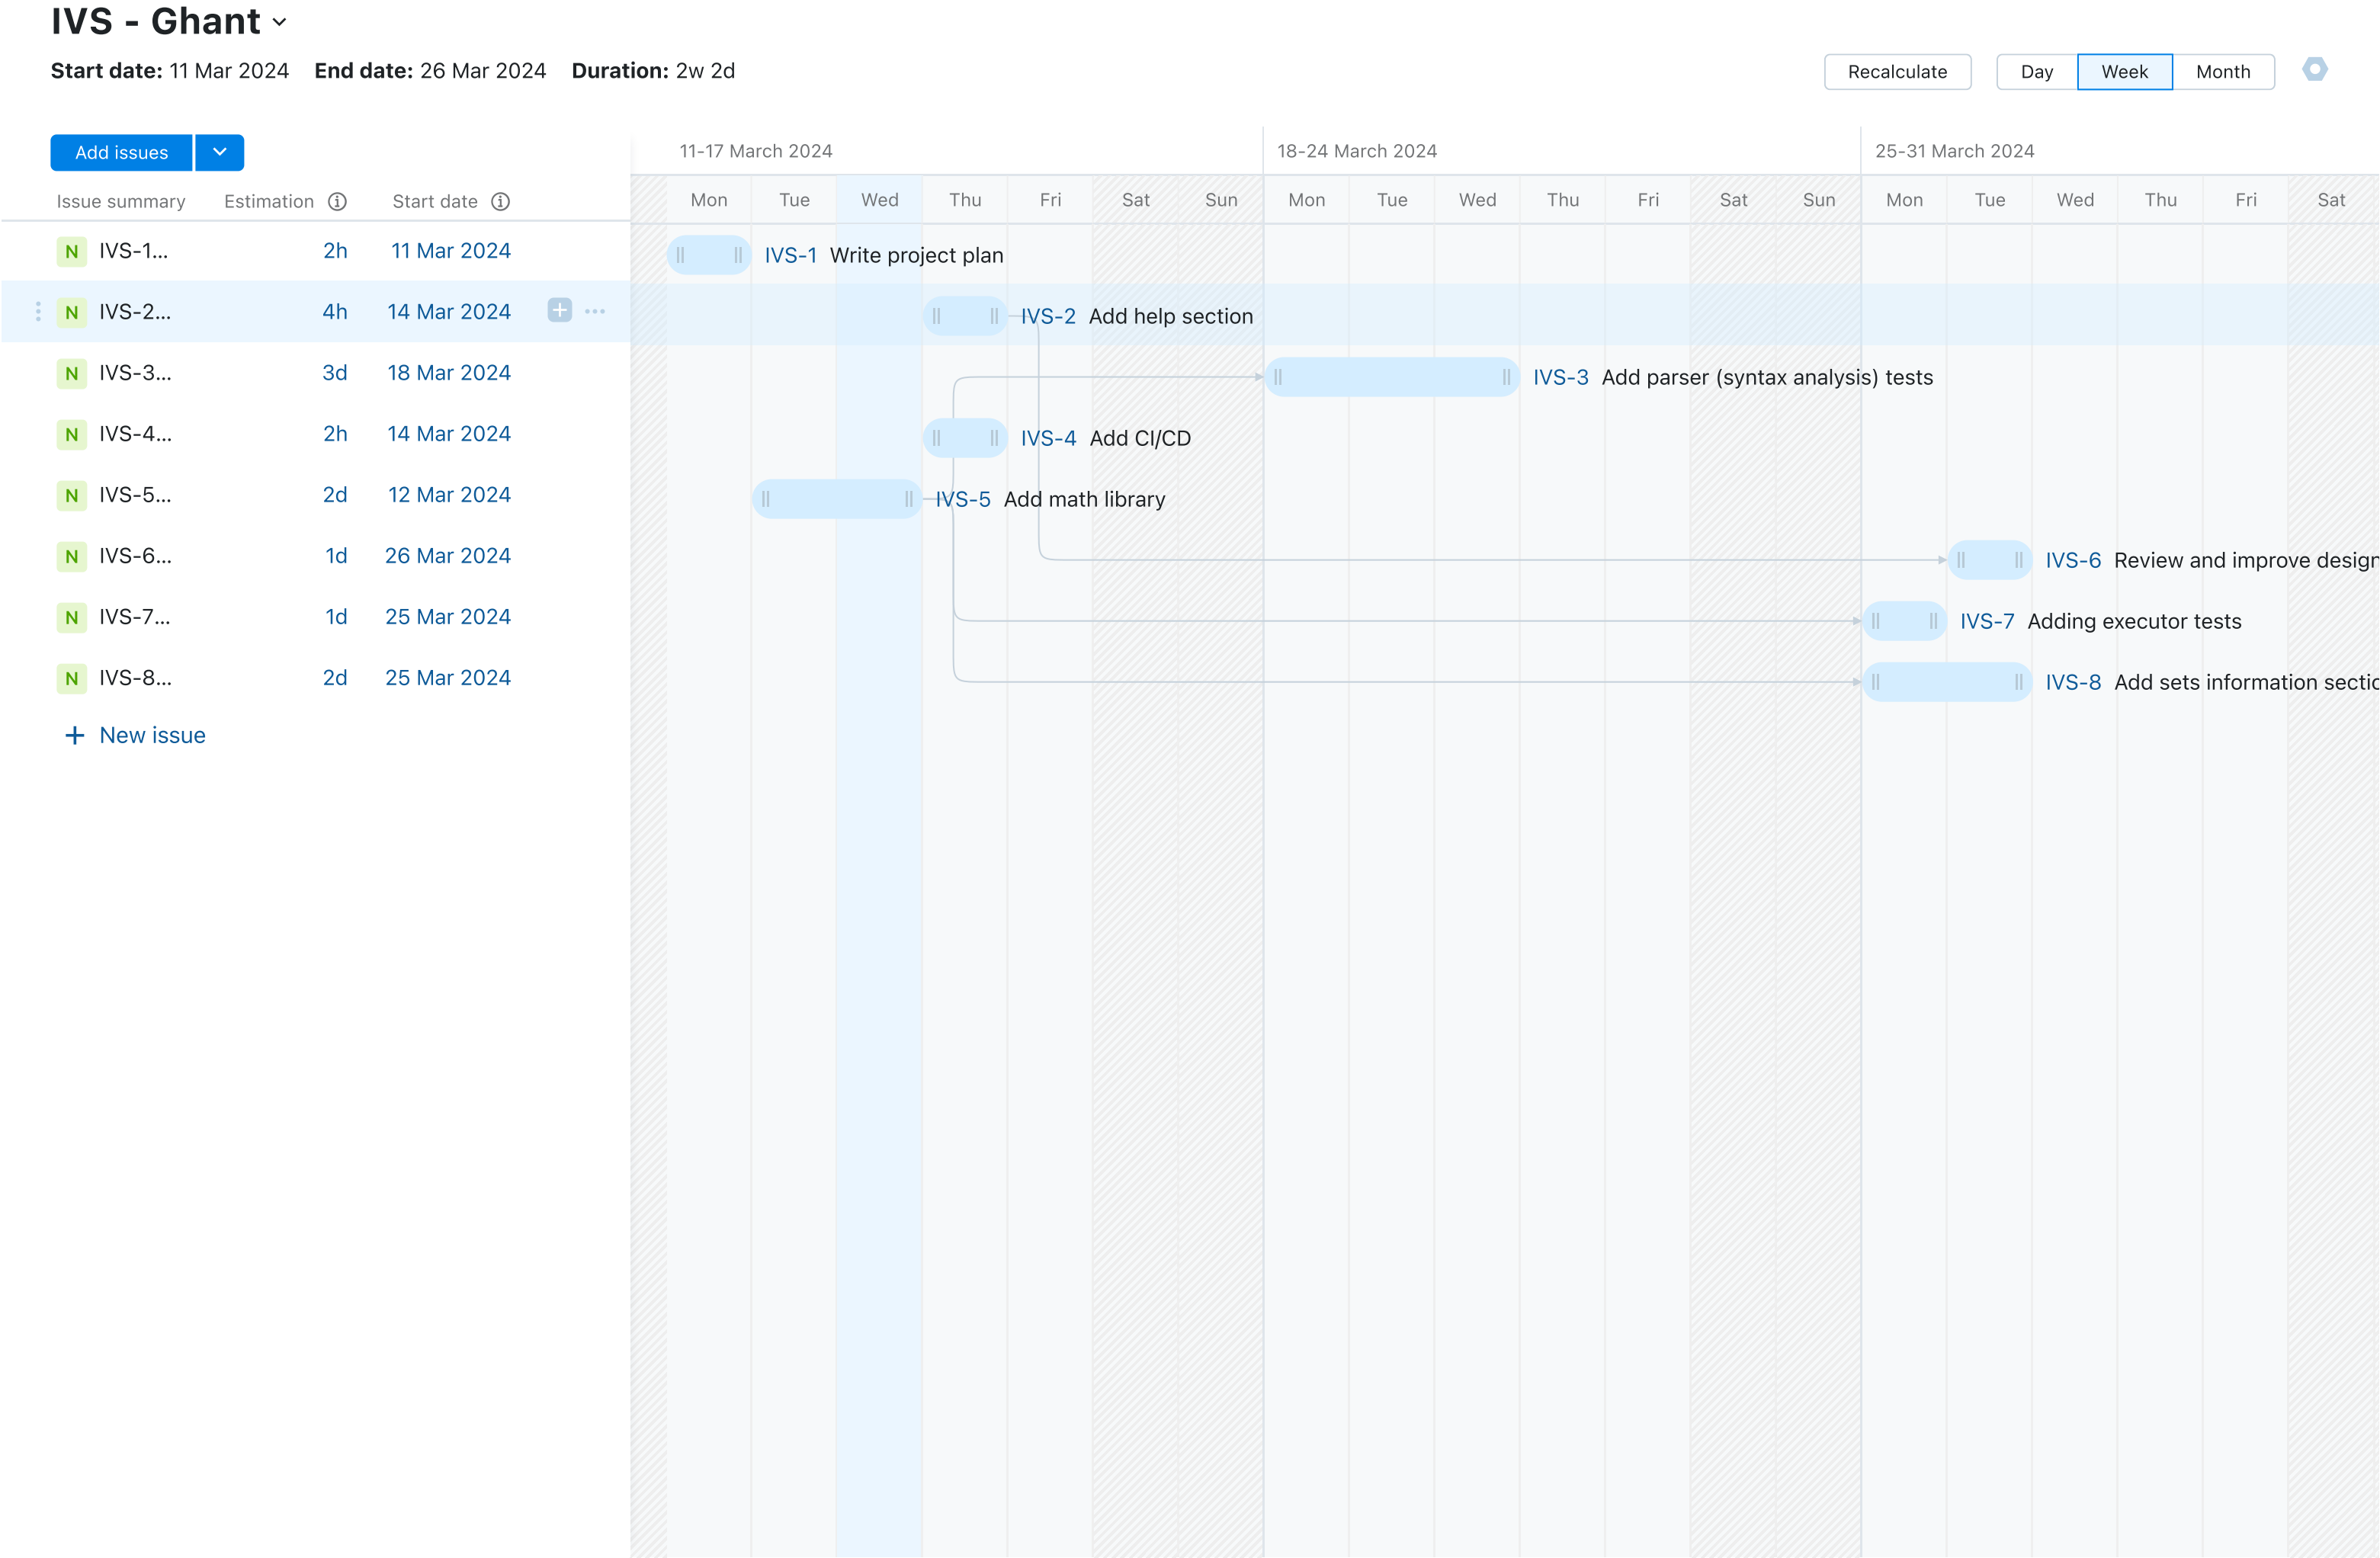 IVS - Ghant
Start date: 11 Mar 2024 End date: 26 Mar 2024 Duration: 2w 2d
Recalculate Day Week Month
Add issues
11-17 March 2024 18-24 March 2024 25-31 March 2024
Issue summary Estimation Start date
Mon Tue Wed Thu Fri Sat Sun Mon Tue Wed Thu Fri Sat Sun Mon Tue Wed Thu Fri Sat
N IVS-1... 2h 11 Mar 2024 IVS-1 Write project plan
N IVS-2... 4h 14 Mar 2024 IVS-2 Add help section
N IVS-3... 3d 18 Mar 2024 IVS-3 Add parser (syntax analysis) tests
N IVS-4... 2h 14 Mar 2024 IVS-4 Add CI/CD
N IVS-5... 2d 12 Mar 2024 IVS-5 Add math library
N IVS-6... 1d 26 Mar 2024 IVS-6 Review and improve design
N IVS-7... 1d 25 Mar 2024 IVS-7 Adding executor tests
N IVS-8... 2d 25 Mar 2024 IVS-8 Add sets information sectio
New issue